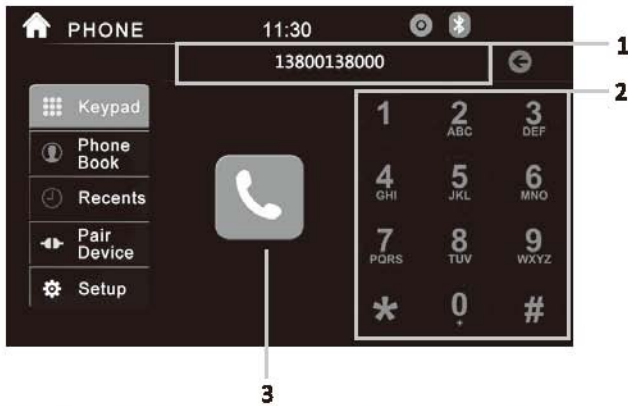 PHONE 11:30
13800138000
1
2
Keypad
Phone
Book
Recents
Pair
Device
Setup
1 2 3
ABC DEF
4 5 6
GHI JKL MNO
7 8 9
PQRS TUV WXYZ
* 0 #
+
3